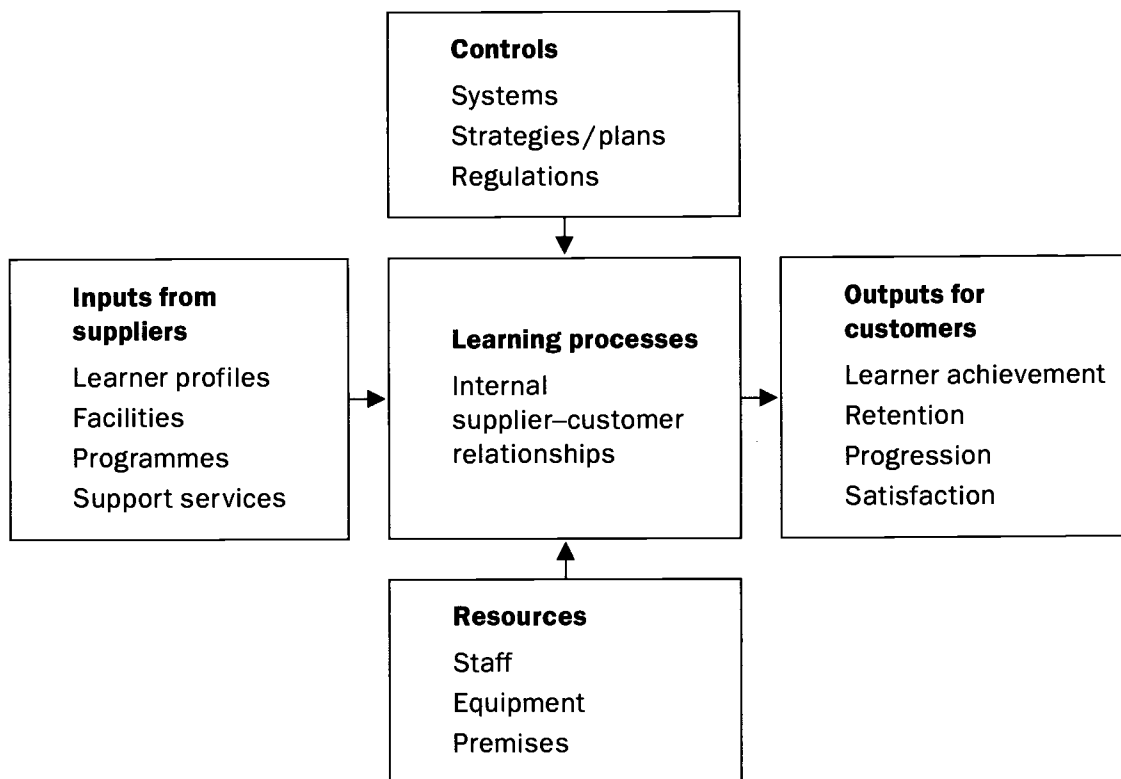 Controls
Systems
Strategies/plans
Regulations
Inputs from
suppliers
Learner profiles
Facilities
Programmes
Support services
Learning processes
Internal
supplier–customer
relationships
Outputs for
customers
Learner achievement
Retention
Progression
Satisfaction
Resources
Staff
Equipment
Premises